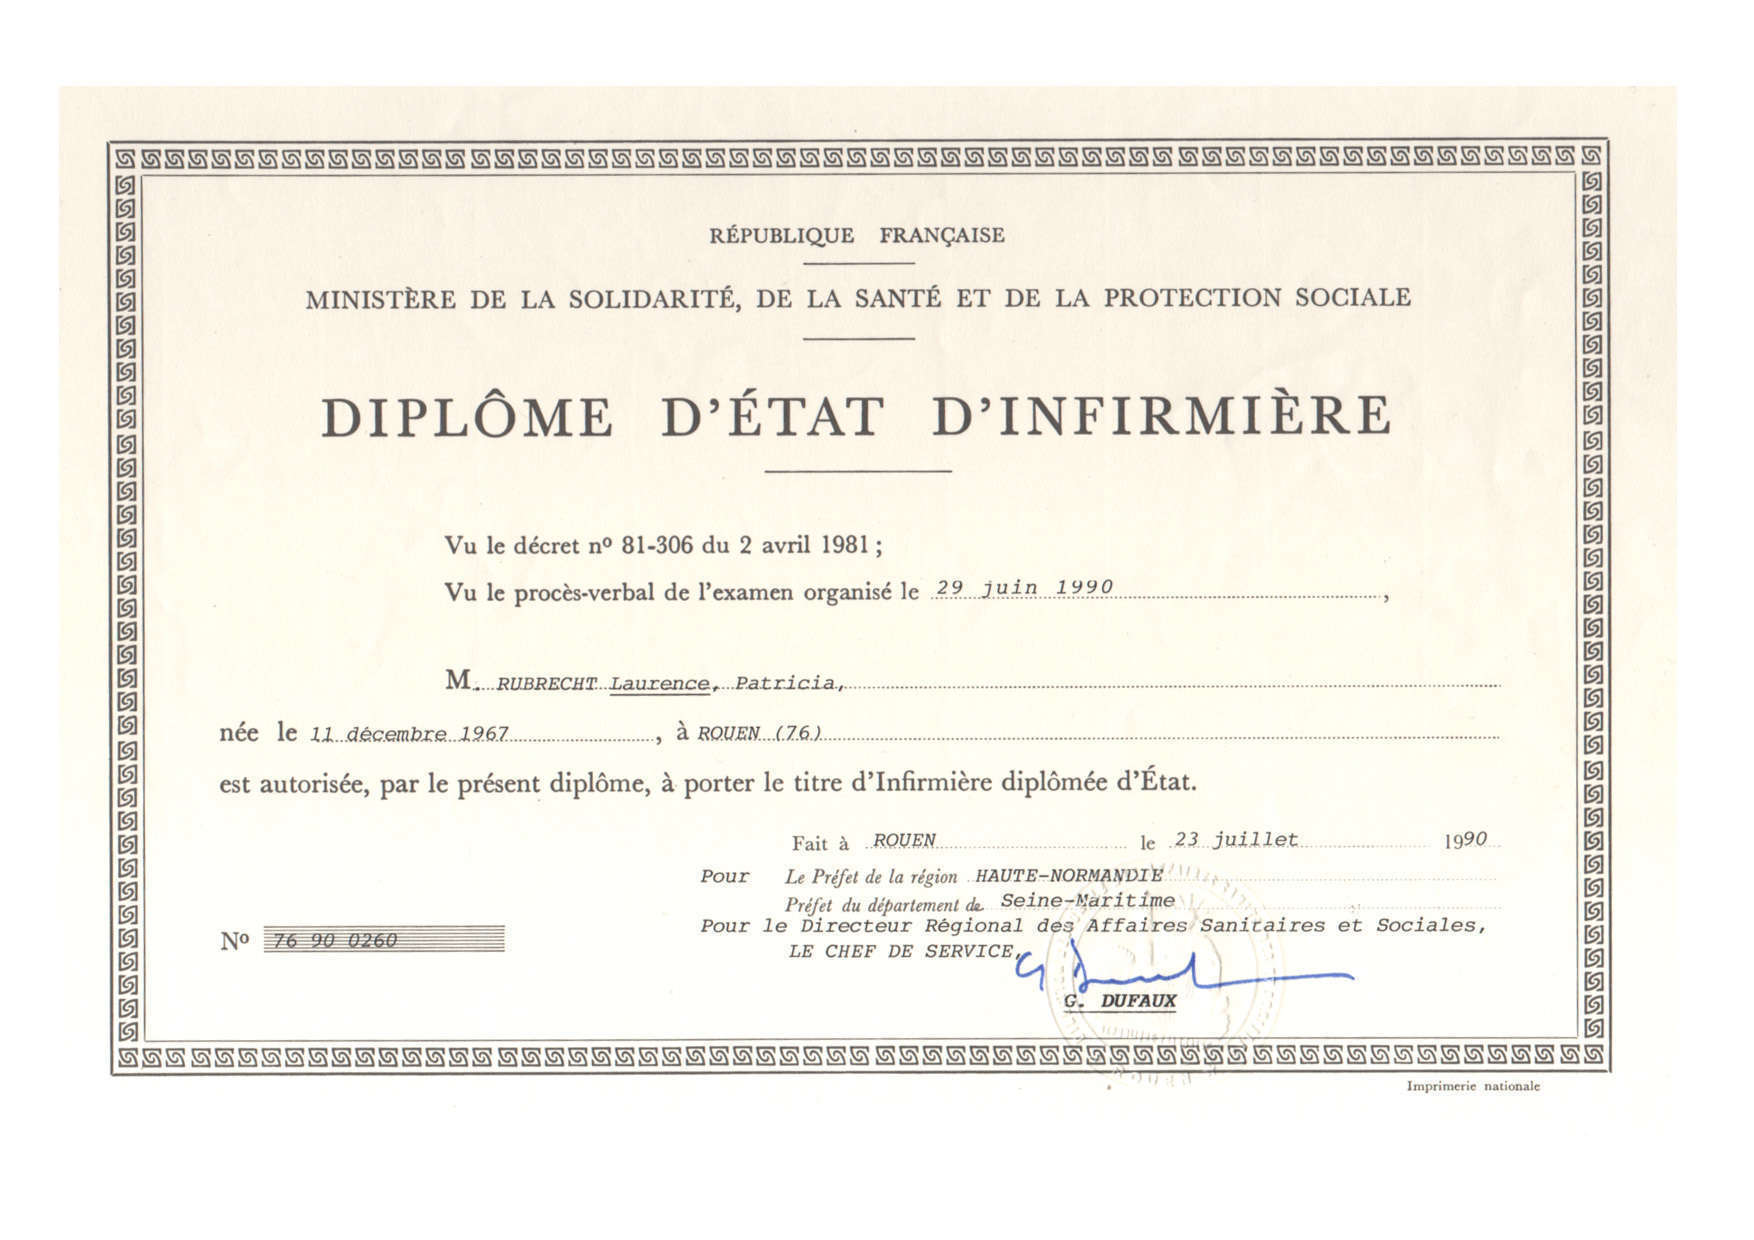 RÉPUBLIQUE FRANÇAISE
MINISTÈRE DE LA SOLIDARITÉ, DE LA SANTÉ ET DE LA PROTECTION SOCIALE
DIPLÔME D'ÉTAT D'INFIRMIÈRE
Vu le décret nº 81-306 du 2 avril 1981 ;
Vu le procès-verbal de l'examen organisé le 29 juin 1990,
M. RUBRECHT Laurence, Patricia,
née le 11 décembre 1967, à ROUEN (76)
est autorisée, par le présent diplôme, à porter le titre d'Infirmière diplômée d'État.
Fait à ROUEN le 23 juillet 1990
Pour Le Préfet de la région HAUTE-NORMANDIE
Préfet du département de Seine-Maritime
Pour le Directeur Régional des Affaires Sanitaires et Sociales,
Nº 76 90 0260
LE CHEF DE SERVICE,
G. DUFAUX
Imprimerie nationale